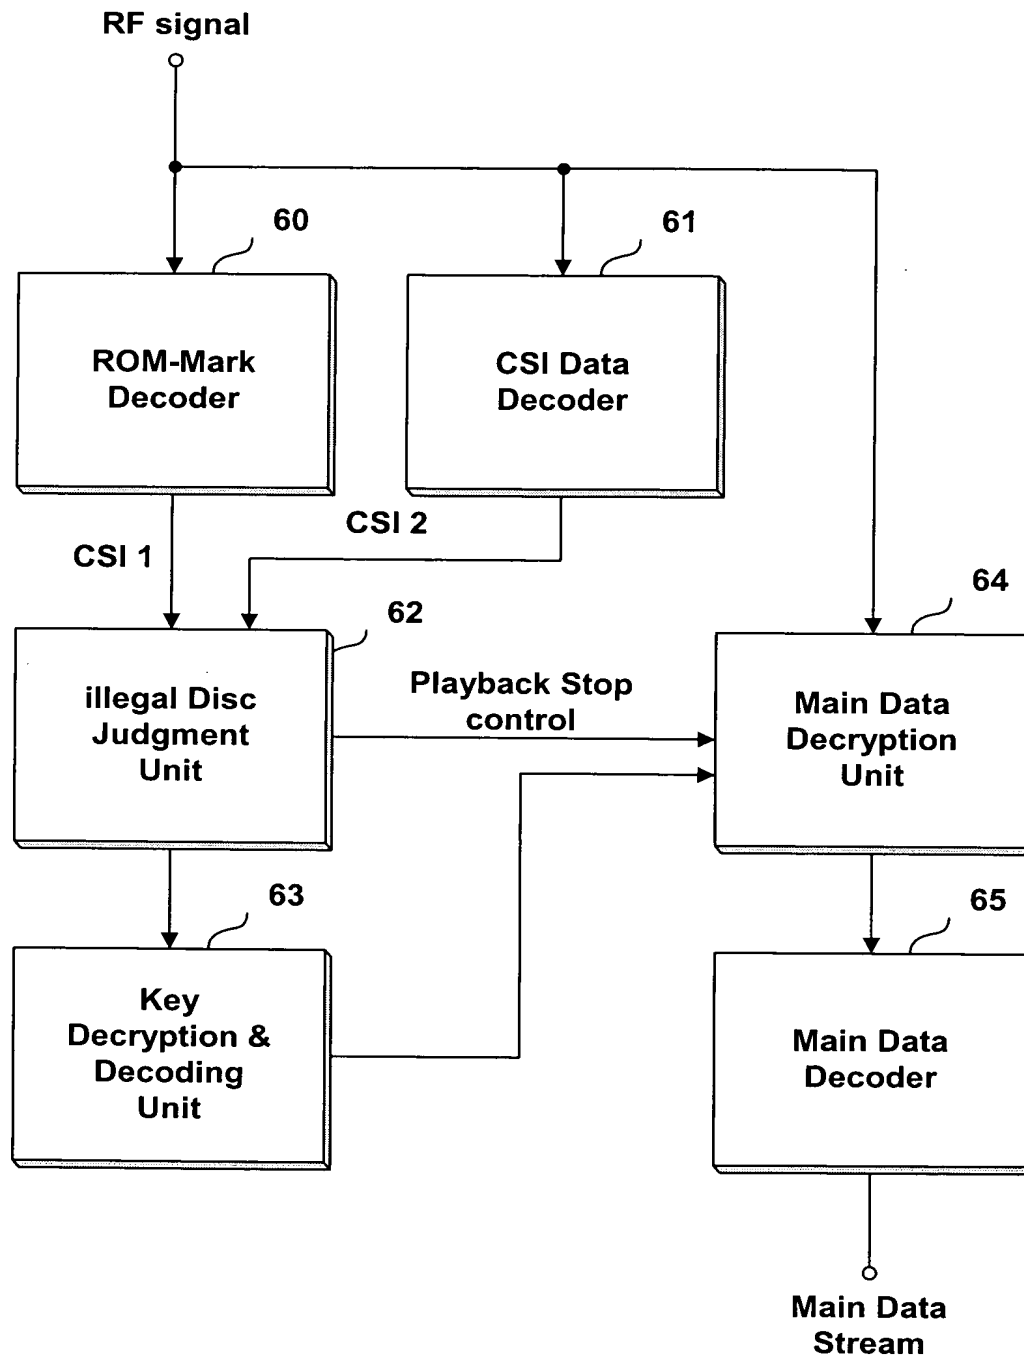 RF signal
60
61
ROM-Mark
Decoder
CSI Data
Decoder
CSI 1
CSI 2
62
64
illegal Disc
Judgment
Unit
Playback Stop
control
Main Data
Decryption
Unit
63
65
Key
Decryption &
Decoding
Unit
Main Data
Decoder
Main Data
Stream